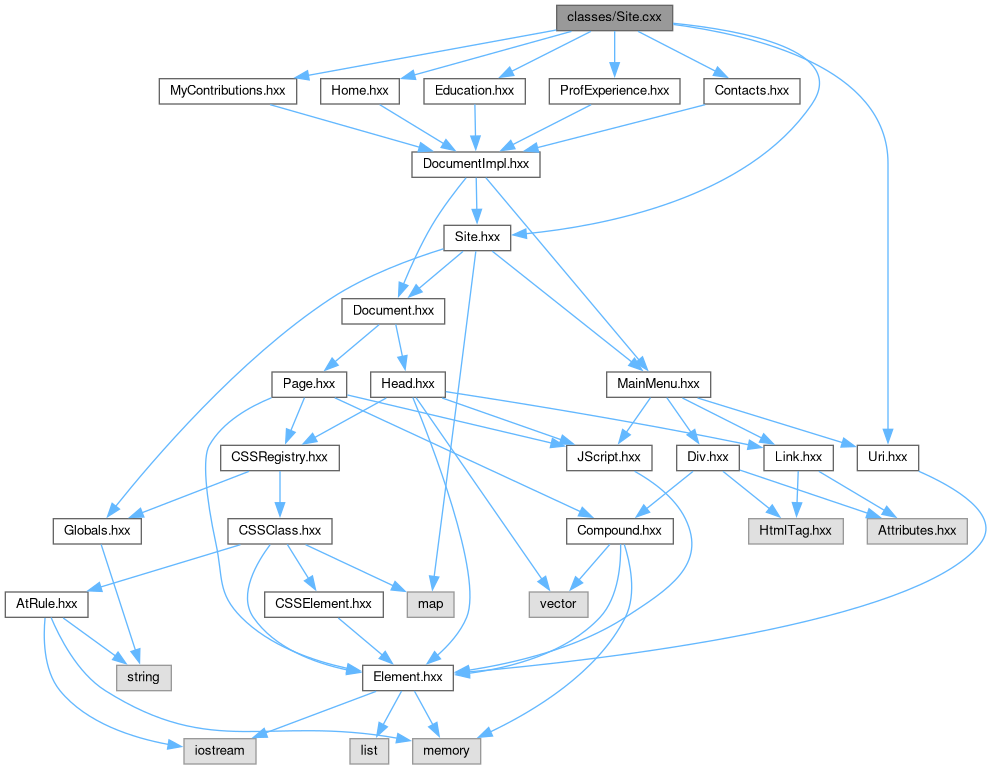 classes/Site.cxx
MyContributions.hxx
Home.hxx
Education.hxx
ProfExperience.hxx
Contacts.hxx
DocumentImpl.hxx
Site.hxx
Document.hxx
Page.hxx
Head.hxx
MainMenu.hxx
CSSRegistry.hxx
JScript.hxx
Div.hxx
Link.hxx
Uri.hxx
Globals.hxx
CSSClass.hxx
Compound.hxx
HtmlTag.hxx
Attributes.hxx
AtRule.hxx
CSSElement.hxx
map
vector
string
Element.hxx
iostream
list
memory